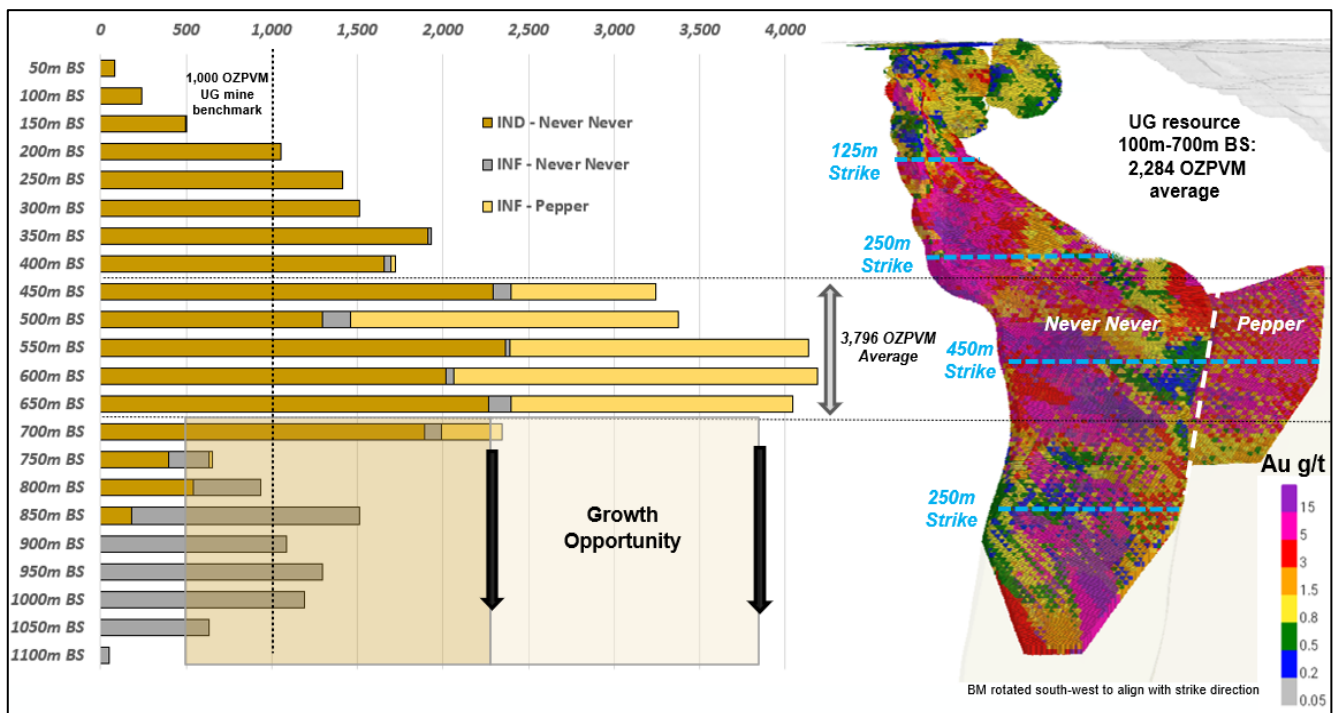 0 500 1,000 1,500 2,000 2,500 3,000 3,500 4,000
50m BS
100m BS
150m BS
200m BS
250m BS
300m BS
350m BS
400m BS
450m BS
500m BS
550m BS
600m BS
650m BS
700m BS
750m BS
800m BS
850m BS
900m BS
950m BS
1000m BS
1050m BS
1100m BS
1,000 OZPVM
UG mine
benchmark
IND - Never Never
INF - Never Never
INF - Pepper
3,796 OZPVM
Average
Growth
Opportunity
UG resource
100m-700m BS:
2,284 OZPVM
average
125m
Strike
250m
Strike
Never Never
Pepper
450m
Strike
250m
Strike
Au g/t
15
5
3
1.5
0.8
0.5
0.2
0.05
BM rotated south-west to align with strike direction